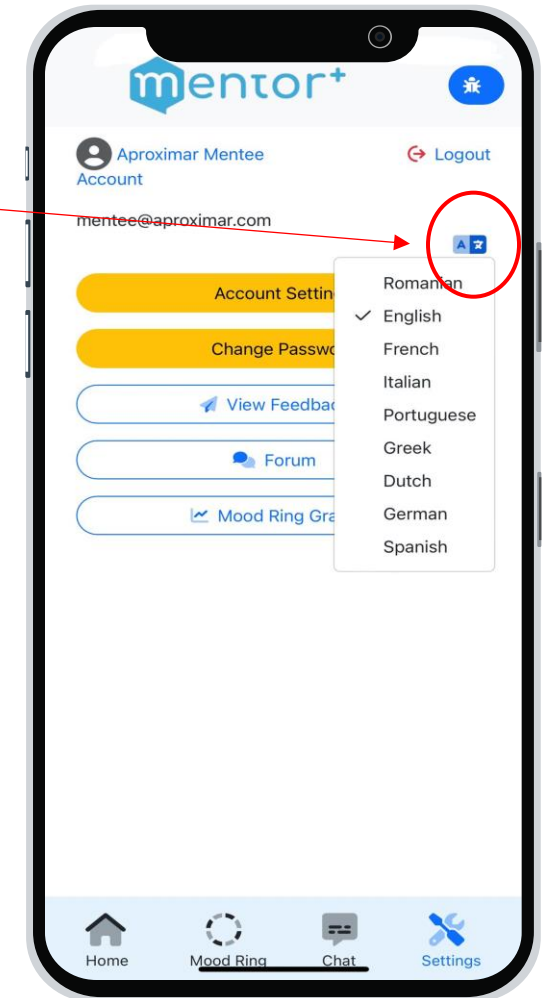 mentor+
Aproximar Mentee
Account
Logout
mentee@aproximar.com
A
Account Settin
Change Passwo
View Feedbac
Forum
Mood Ring Gra
Romanian
English
French
Italian
Portuguese
Greek
Dutch
German
Spanish
Home
Mood Ring
Chat
Settings